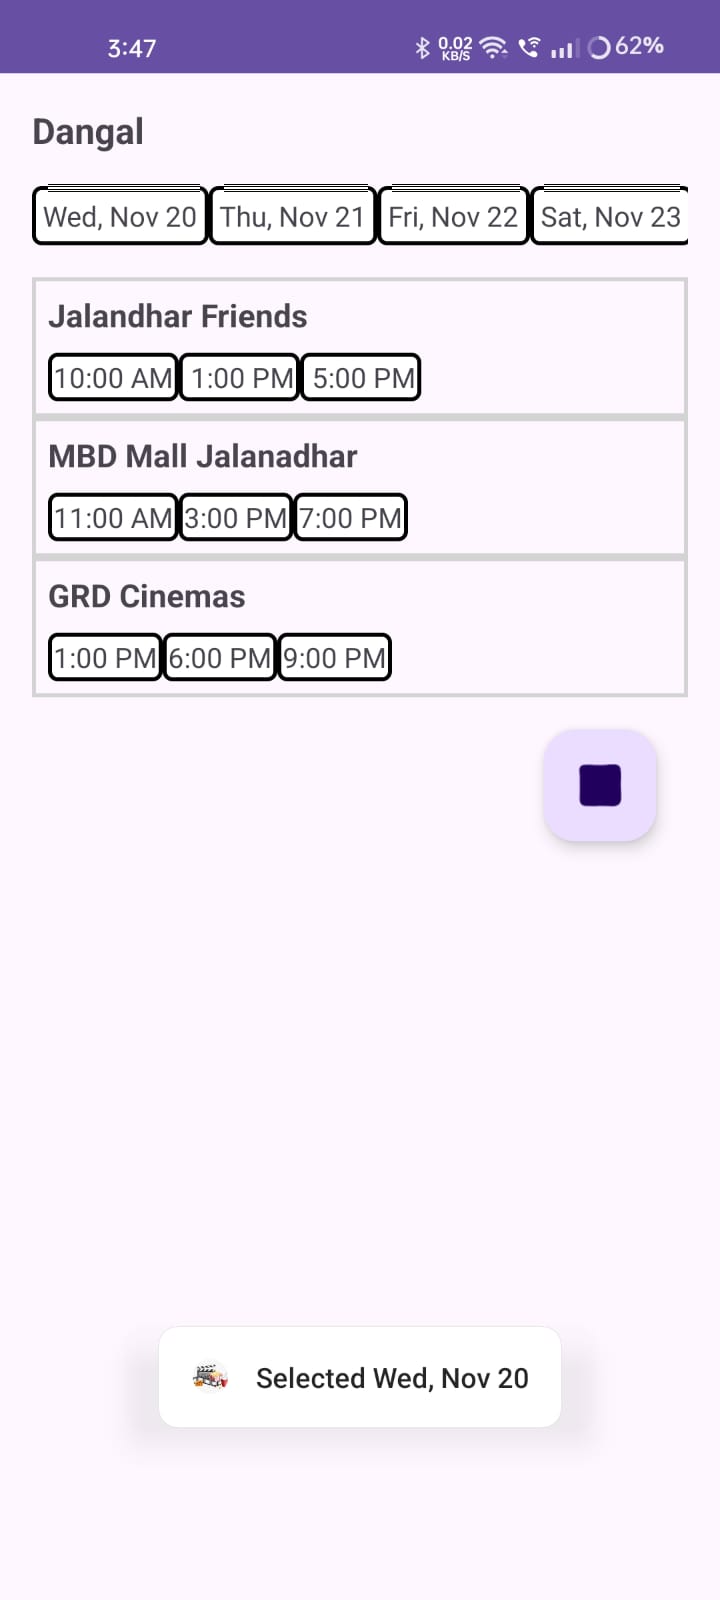 3:47 0.02 KB/S 62%
Dangal
Wed, Nov 20 Thu, Nov 21 Fri, Nov 22 Sat, Nov 23
Jalandhar Friends
10:00 AM 1:00 PM 5:00 PM
MBD Mall Jalanadhar
11:00 AM 3:00 PM 7:00 PM
GRD Cinemas
1:00 PM 6:00 PM 9:00 PM
Selected Wed, Nov 20